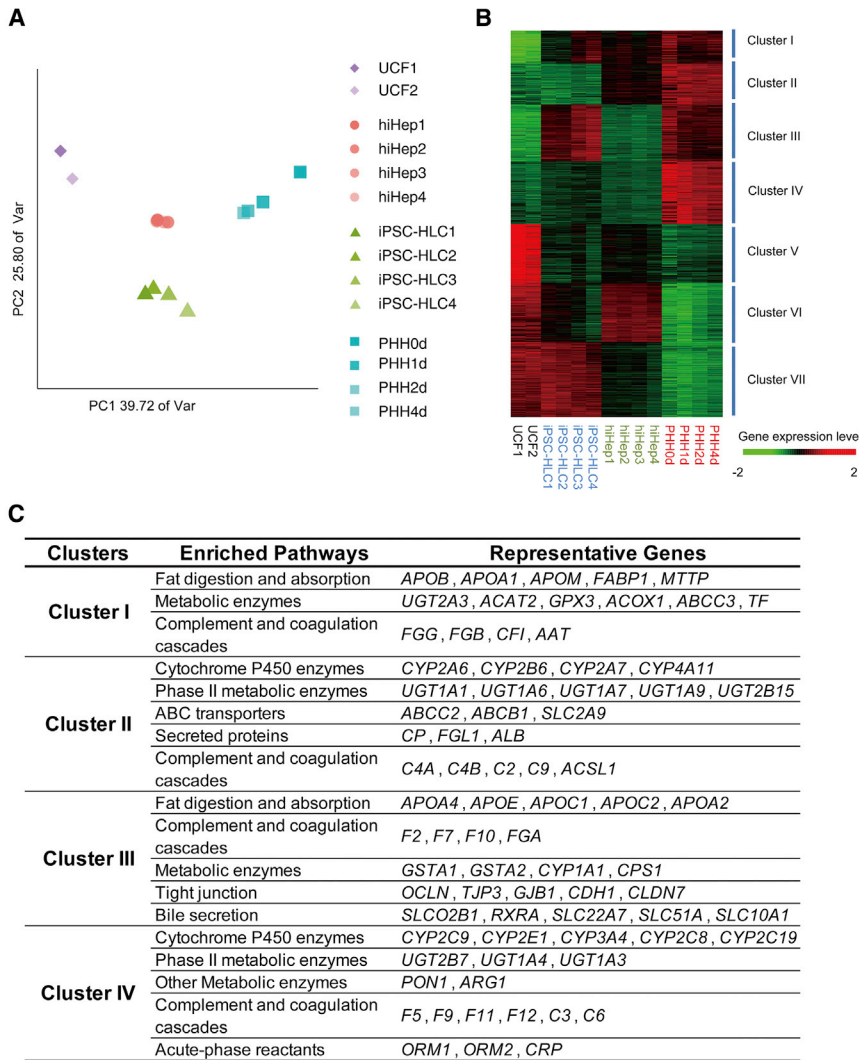 A
UCF1
UCF2
hiHep1
hiHep2
hiHep3
hiHep4
iPSC-HLC1
iPSC-HLC2
iPSC-HLC3
iPSC-HLC4
PHH0d
PHH1d
PHH2d
PHH4d
PC2 25.80 of Var
PC1 39.72 of Var
B
Cluster I
Cluster II
Cluster III
Cluster IV
Cluster V
Cluster VI
Cluster VII
UCF1
UCF2
iPSC-HLC1
iPSC-HLC2
iPSC-HLC3
iPSC-HLC4
hiHep1
hiHep2
hiHep3
hiHep4
PHH0d
PHH1d
PHH2d
PHH4d
Gene expression leve
-2 2
C
Clusters Enriched Pathways Representative Genes
Cluster I
Fat digestion and absorption APOB , APOA1 , APOM , FABP1 , MTTP
Metabolic enzymes UGT2A3 , ACAT2 , GPX3 , ACOX1 , ABCC3 , TF
Complement and coagulation
cascades FGG , FGB , CFI , AAT
Cluster II
Cytochrome P450 enzymes CYP2A6 , CYP2B6 , CYP2A7 , CYP4A11
Phase II metabolic enzymes UGT1A1 , UGT1A6 , UGT1A7 , UGT1A9 , UGT2B15
ABC transporters ABCC2 , ABCB1 , SLC2A9
Secreted proteins CP , FGL1 , ALB
Complement and coagulation
cascades C4A , C4B , C2 , C9 , ACSL1
Cluster III
Fat digestion and absorption APOA4 , APOE , APOC1 , APOC2 , APOA2
Complement and coagulation
cascades F2 , F7 , F10 , FGA
Metabolic enzymes GSTA1 , GSTA2 , CYP1A1 , CPS1
Tight junction OCLN , TJP3 , GJB1 , CDH1 , CLDN7
Bile secretion SLCO2B1 , RXRA , SLC22A7 , SLC51A , SLC10A1
Cluster IV
Cytochrome P450 enzymes CYP2C9 , CYP2E1 , CYP3A4 , CYP2C8 , CYP2C19
Phase II metabolic enzymes UGT2B7 , UGT1A4 , UGT1A3
Other Metabolic enzymes PON1 , ARG1
Complement and coagulation
cascades F5 , F9 , F11 , F12 , C3 , C6
Acute-phase reactants ORM1 , ORM2 , CRP